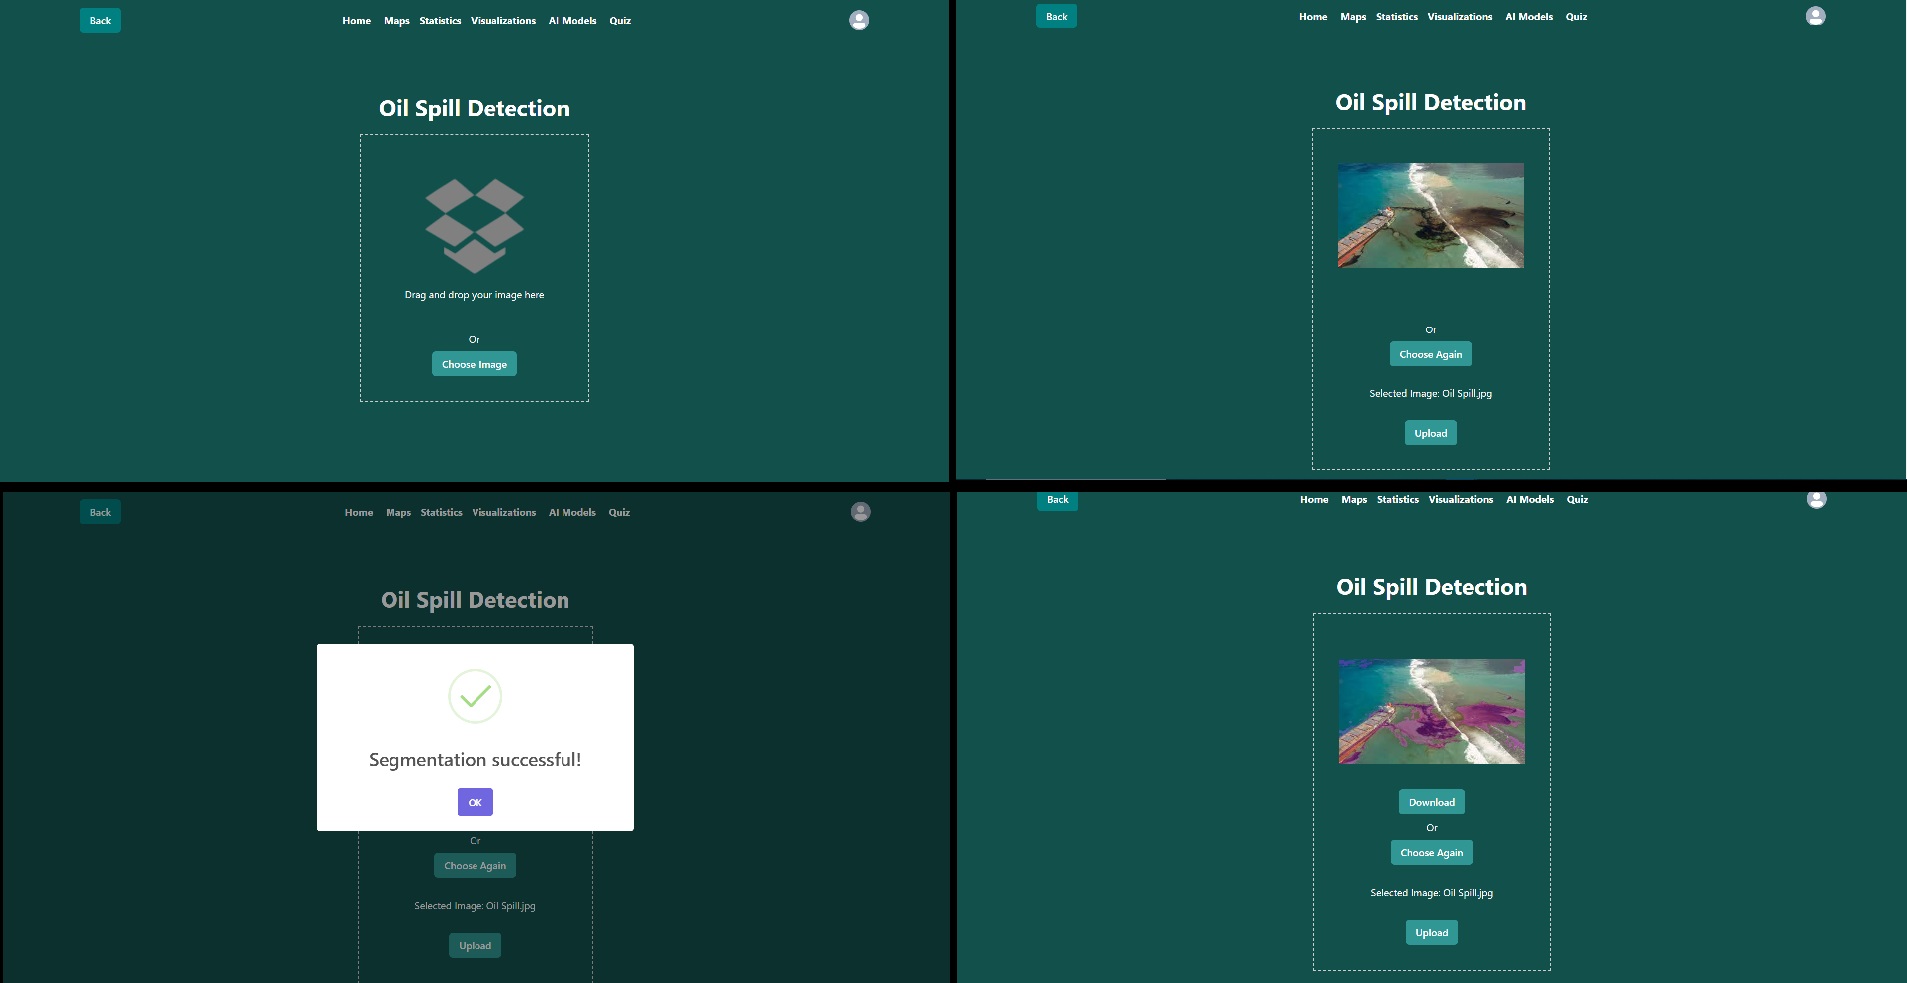 Back Home Maps Statistics Visualizations AI Models Quiz
Oil Spill Detection
Drag and drop your image here
Or
Choose Image
Back Home Maps Statistics Visualizations AI Models Quiz
Oil Spill Detection
Or
Choose Again
Selected Image: Oil Spill.jpg
Upload
Back Home Maps Statistics Visualizations AI Models Quiz
Oil Spill Detection
Segmentation successful!
OK
Or
Choose Again
Selected Image: Oil Spill.jpg
Upload
Back Home Maps Statistics Visualizations AI Models Quiz
Oil Spill Detection
Download
Or
Choose Again
Selected Image: Oil Spill.jpg
Upload